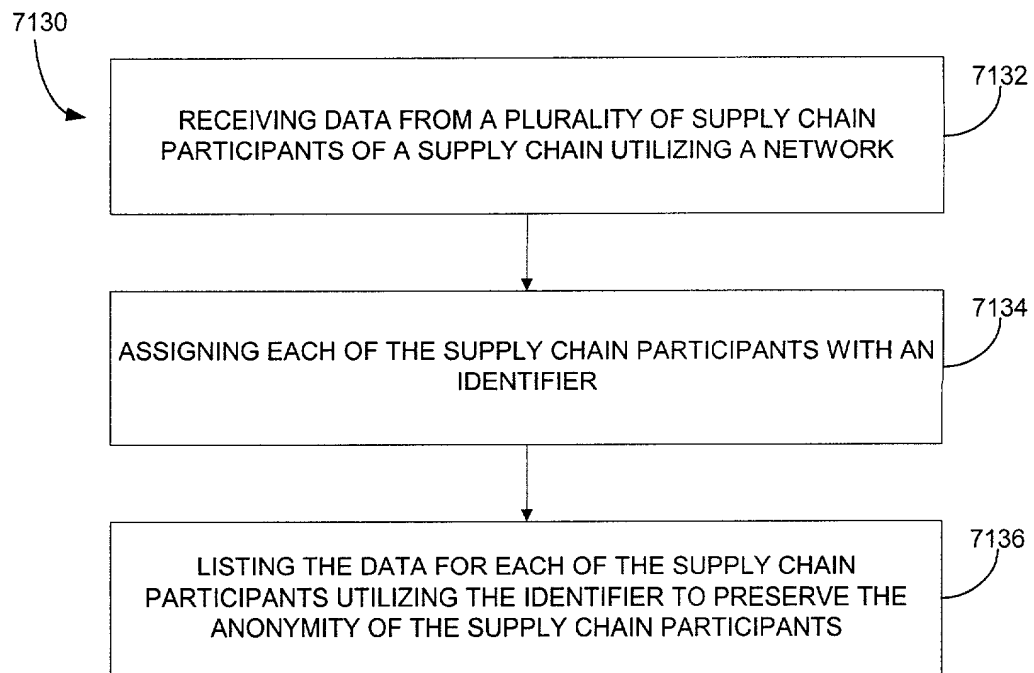 7130
7132
RECEIVING DATA FROM A PLURALITY OF SUPPLY CHAIN
PARTICIPANTS OF A SUPPLY CHAIN UTILIZING A NETWORK
7134
ASSIGNING EACH OF THE SUPPLY CHAIN PARTICIPANTS WITH AN
IDENTIFIER
7136
LISTING THE DATA FOR EACH OF THE SUPPLY CHAIN
PARTICIPANTS UTILIZING THE IDENTIFIER TO PRESERVE THE
ANONYMITY OF THE SUPPLY CHAIN PARTICIPANTS